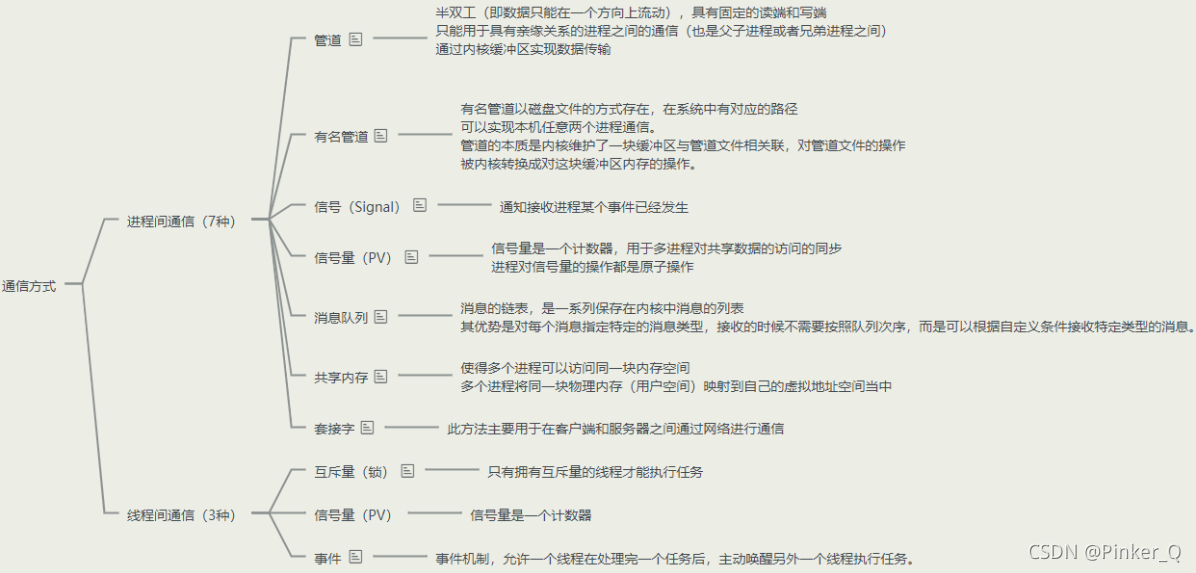 通信方式
进程间通信（7种）
管道
半双工（即数据只能在一个方向上流动），具有固定的读端和写端
只能用于具有亲缘关系的进程之间的通信（也是父子进程或者兄弟进程之间）
通过内核缓冲区实现数据传输
有名管道
有名管道以磁盘文件的方式存在，在系统中有对应的路径
可以实现本机任意两个进程通信。
管道的本质是内核维护了一块缓冲区与管道文件相关联，对管道文件的操作
被内核转换成对这块缓冲区内存的操作。
信号（Signal）
通知接收进程某个事件已经发生
信号量（PV）
信号量是一个计数器，用于多进程对共享数据的访问的同步
进程对信号量的操作都是原子操作
消息队列
消息的链表，是一系列保存在内核中消息的列表
其优势是对每个消息指定特定的消息类型，接收的时候不需要按照队列次序，而是可以根据自定义条件接收特定类型的消息。
共享内存
使得多个进程可以访问同一块内存空间
多个进程将同一块物理内存（用户空间）映射到自己的虚拟地址空间当中
套接字
此方法主要用于在客户端和服务器之间通过网络进行通信
线程间通信（3种）
互斥量（锁）
只有拥有互斥量的线程才能执行任务
信号量（PV）
信号量是一个计数器
事件
事件机制，允许一个线程在处理完一个任务后，主动唤醒另外一个线程执行任务。
CSDN @Pinker_Q